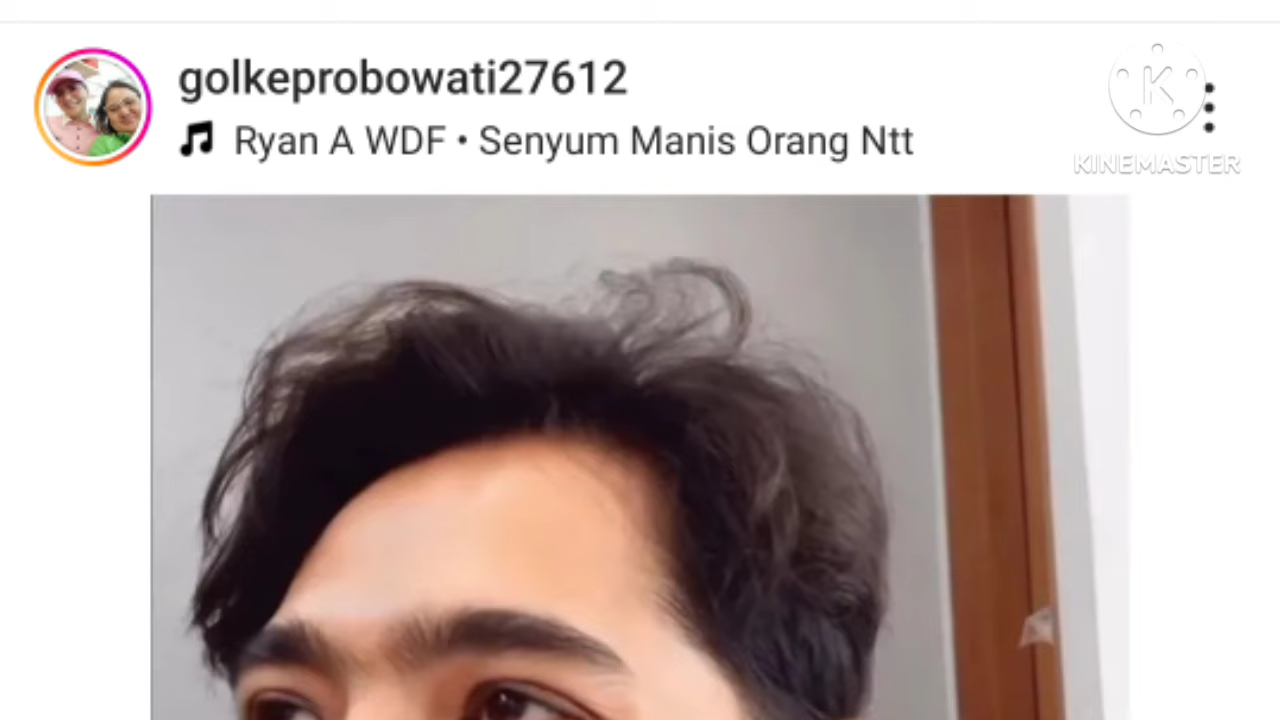 golkeprobowati27612
Ryan A WDF • Senyum Manis Orang Ntt
K
KINEMASTER